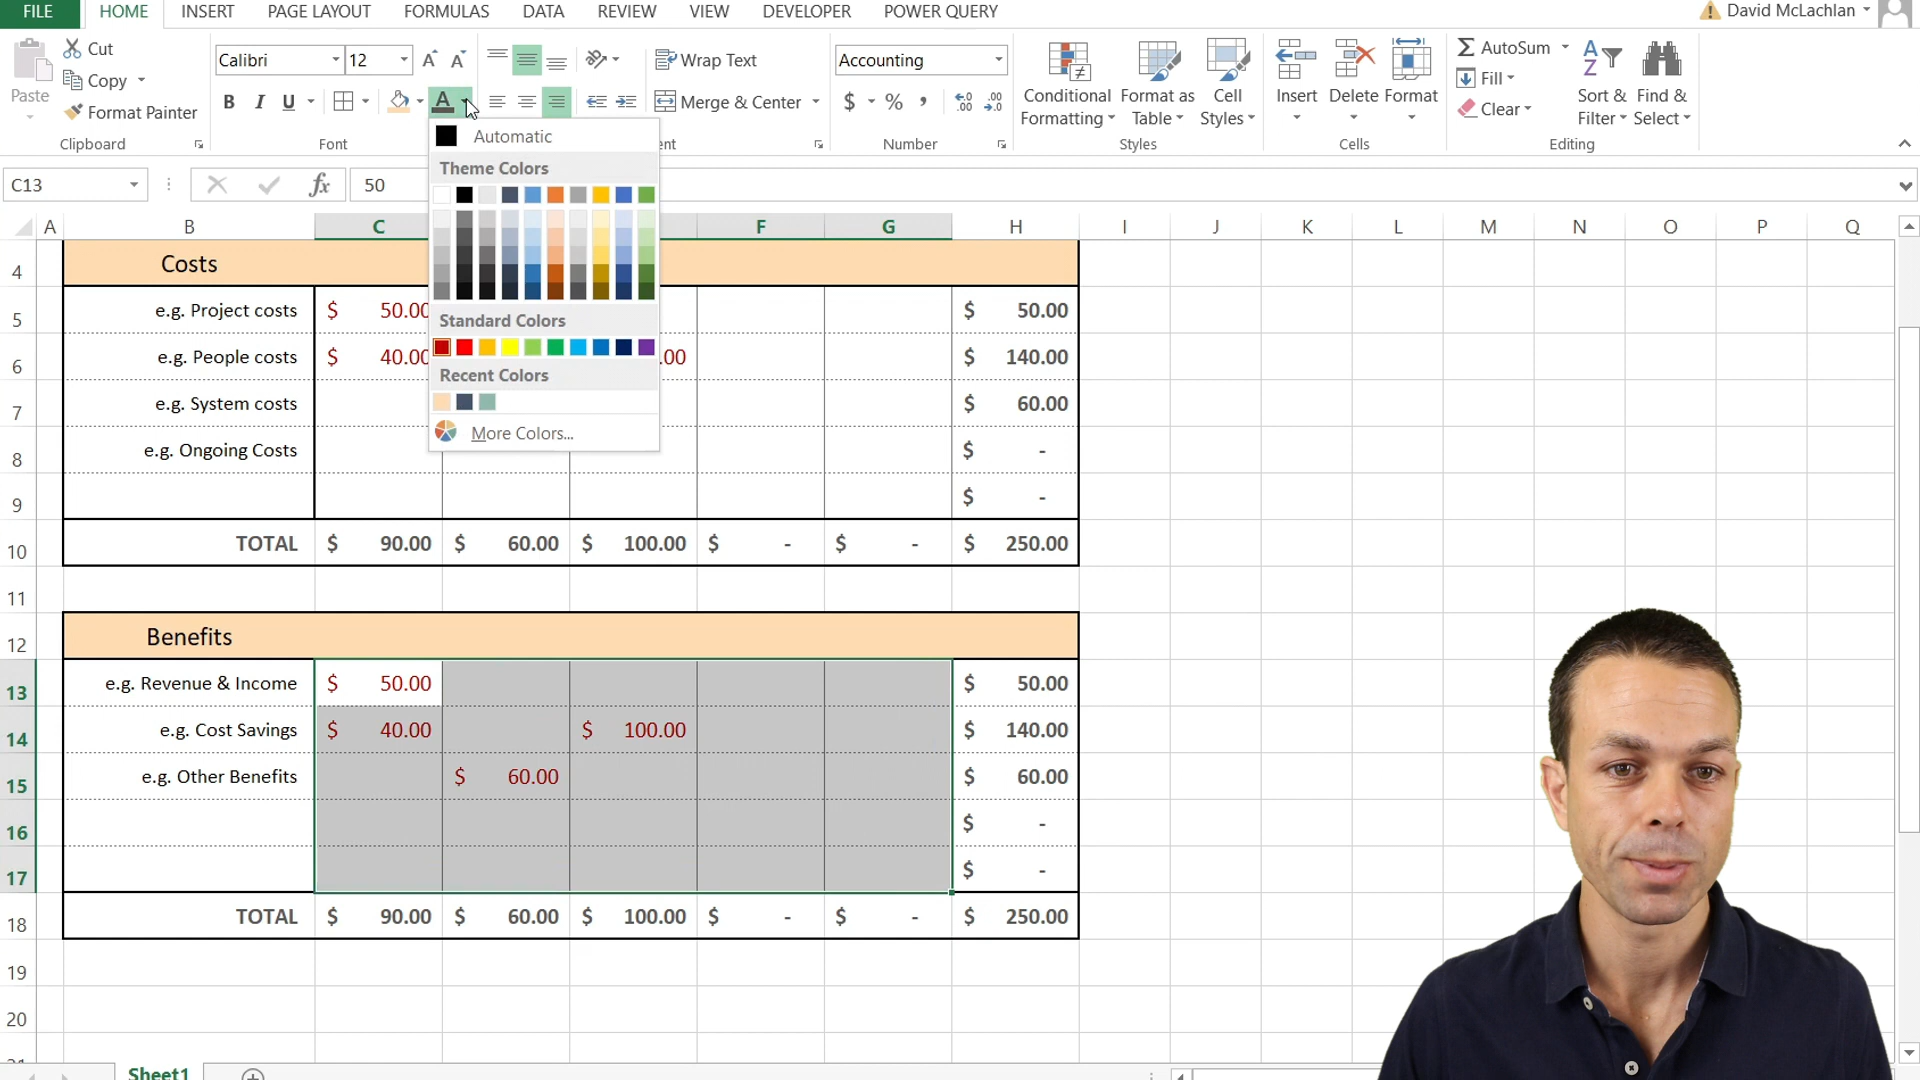 FILE HOME INSERT PAGE LAYOUT FORMULAS DATA REVIEW VIEW DEVELOPER POWER QUERY David McLachlan
Paste Cut Copy Format Painter Clipboard
Calibri 12 B I U A Font
Wrap Text Merge & Center ent
Accounting $ % , Number
Conditional Formatting Format as Table Cell Styles Styles
Insert Delete Format Cells
AutoSum Fill Clear Sort & Filter Find & Select Editing
Automatic
Theme Colors
Standard Colors
Recent Colors
More Colors...
C13 fx 50
A B C F G H I J K L M N O P Q
4 Costs
5 e.g. Project costs $ 50.00 $ 50.00
6 e.g. People costs $ 40.00 .00 $ 140.00
7 e.g. System costs $ 60.00
8 e.g. Ongoing Costs $ -
9 $ -
10 TOTAL $ 90.00 $ 60.00 $ 100.00 $ - $ - $ 250.00
11
12 Benefits
13 e.g. Revenue & Income $ 50.00 $ 50.00
14 e.g. Cost Savings $ 40.00 $ 100.00 $ 140.00
15 e.g. Other Benefits $ 60.00 $ 60.00
16 $ -
17 $ -
18 TOTAL $ 90.00 $ 60.00 $ 100.00 $ - $ - $ 250.00
19
20
Sheet1